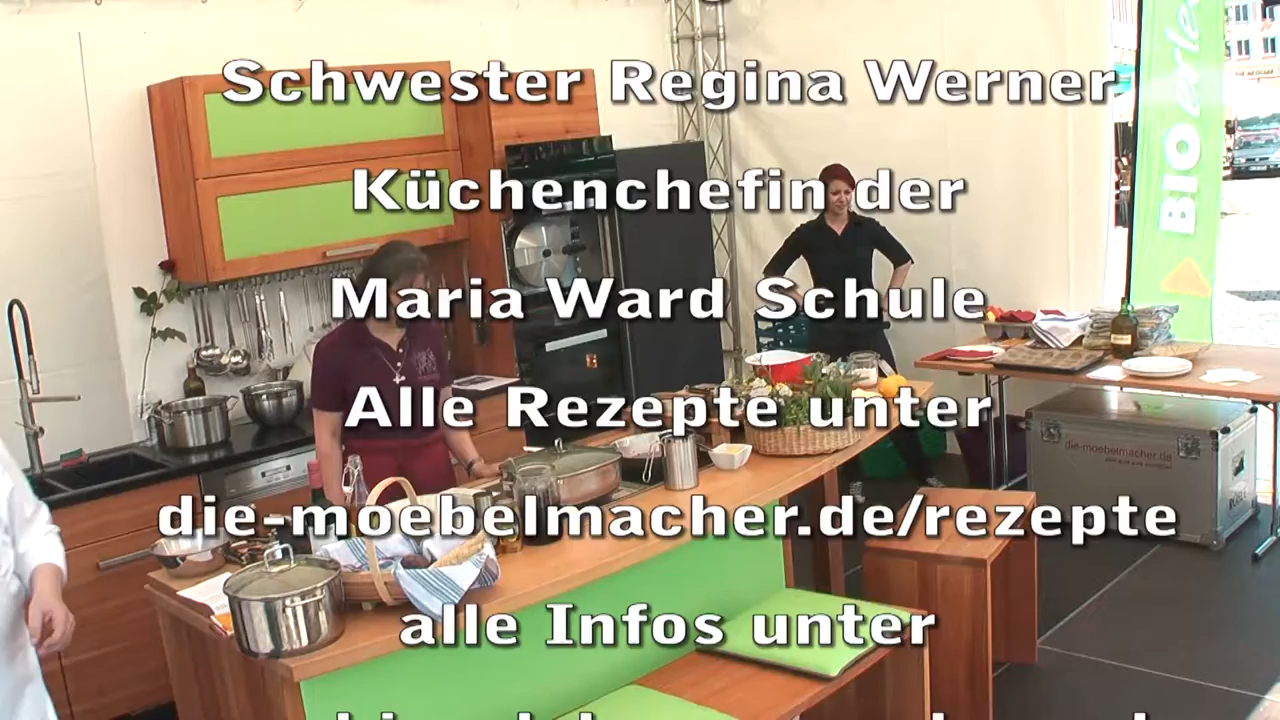 Schwester Regina Werner
Küchenchefin der
Maria Ward Schule
Alle Rezepte unter
die-moebelmacher.de/rezepte
alle Infos unter
BIO
die-moebelmacher.de